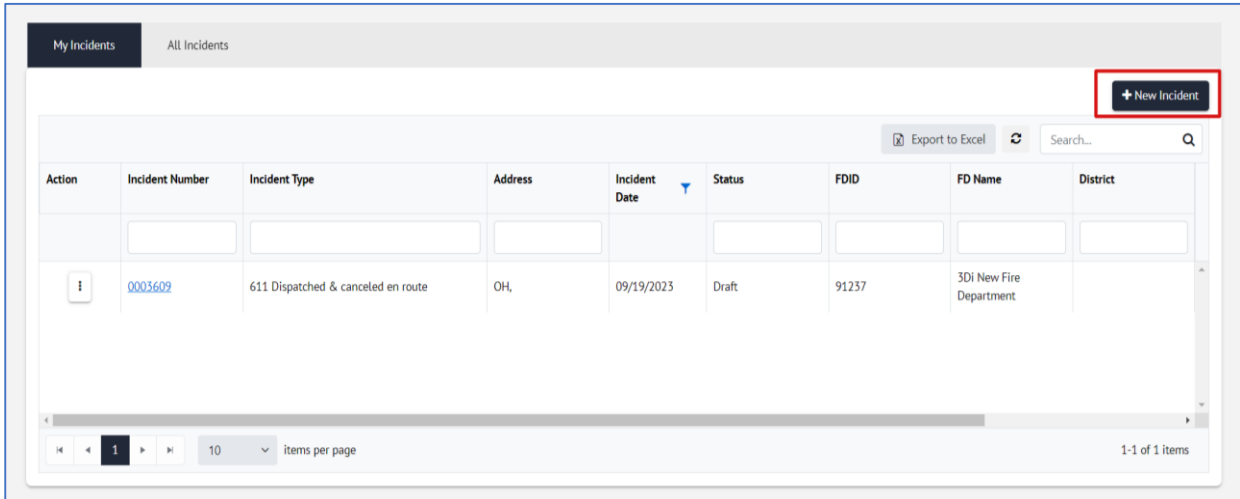 My Incidents All Incidents
+ New Incident
Export to Excel Search...
Action Incident Number Incident Type Address Incident Date Status FDID FD Name District
0003609 611 Dispatched & canceled en route OH, 09/19/2023 Draft 91237 3Di New Fire Department
1 10 items per page 1-1 of 1 items